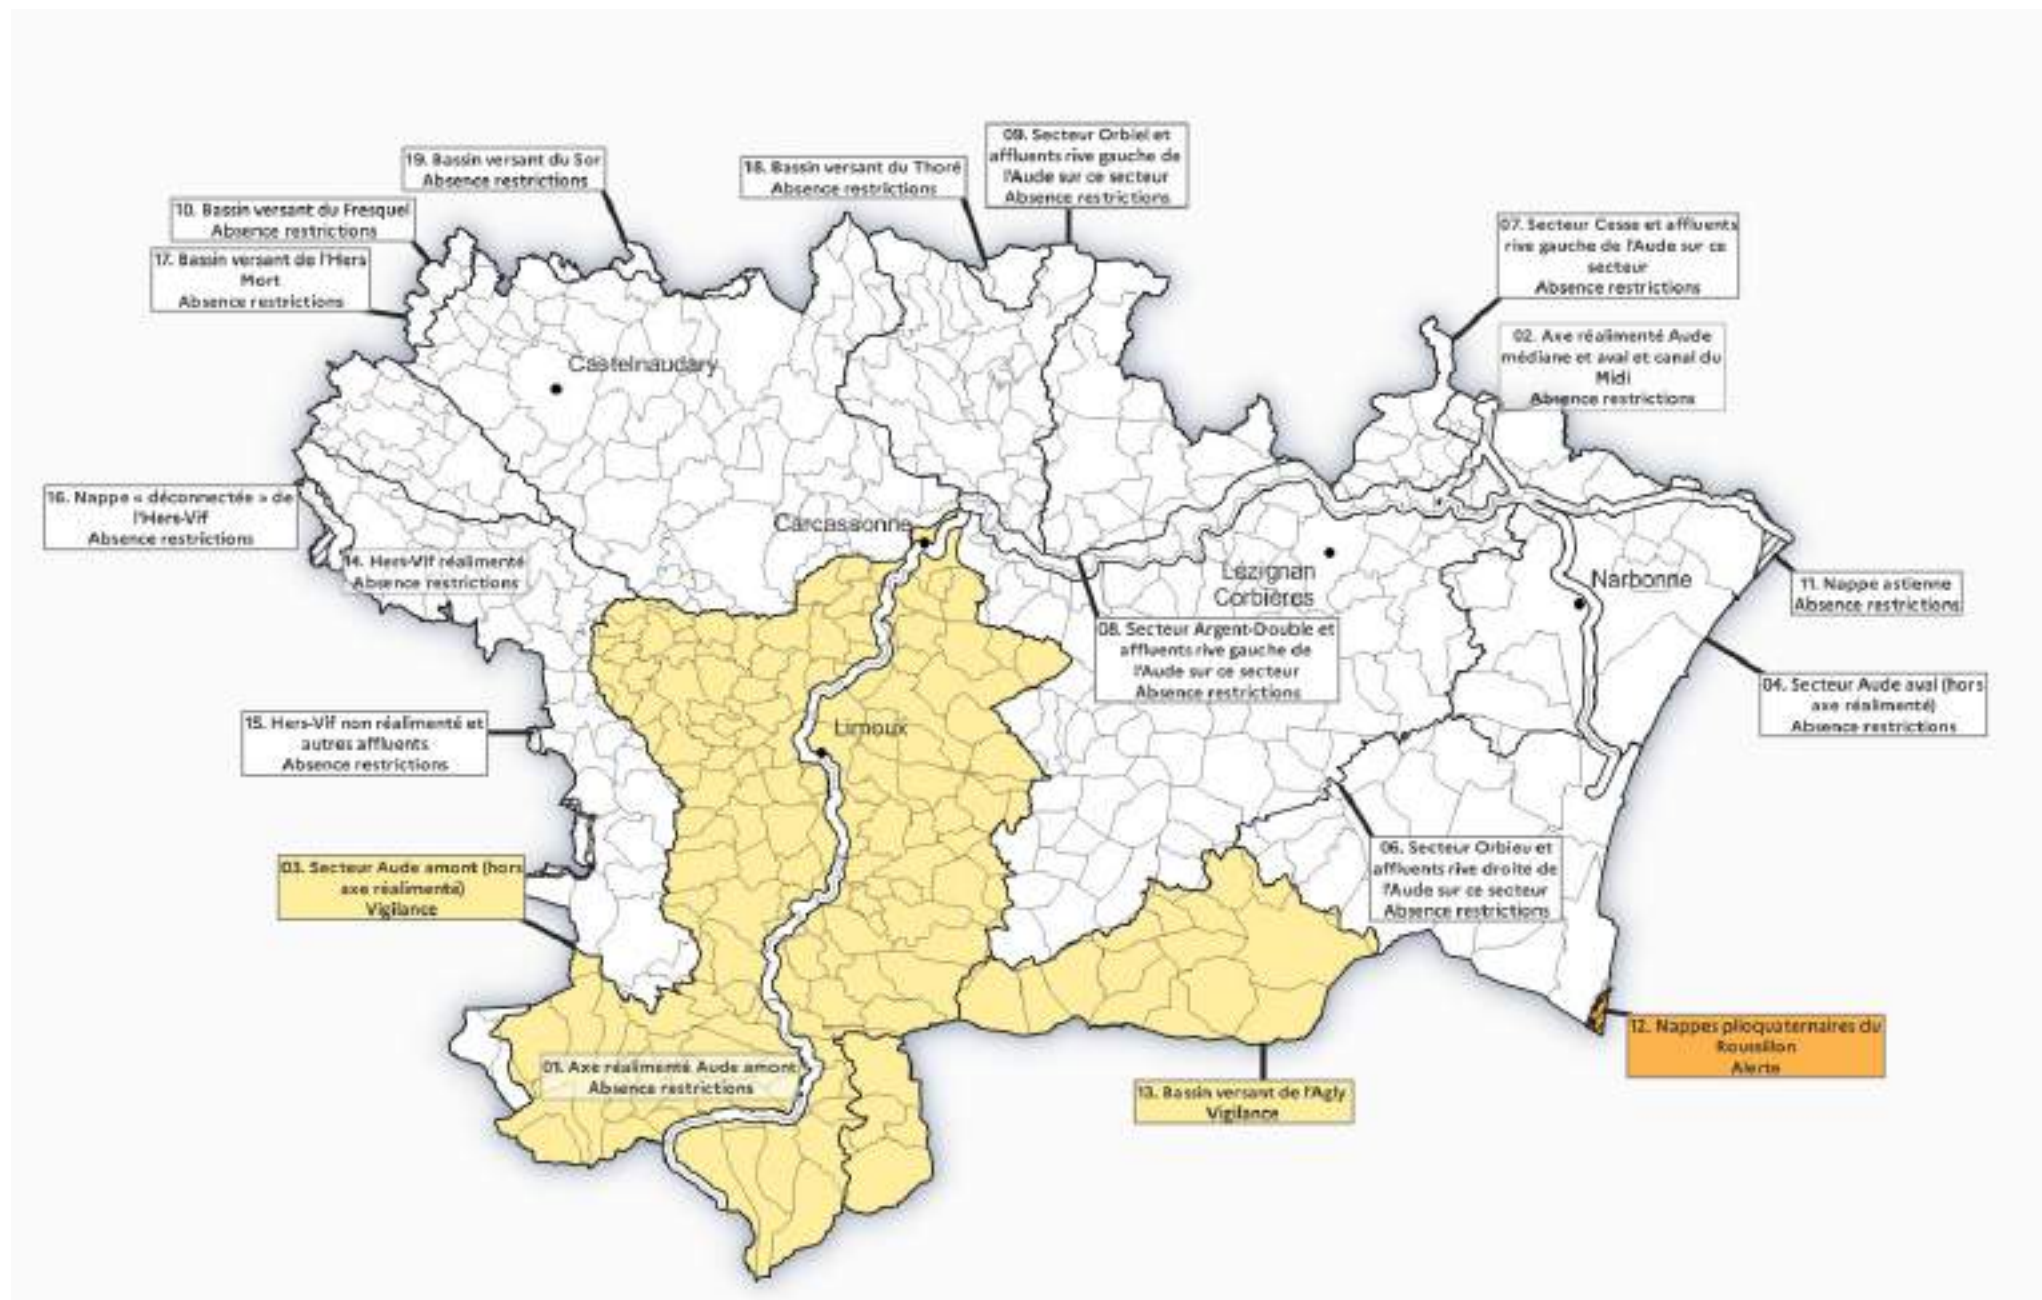 09. Secteur Orbiel et
affluents rive gauche de
l'Aude sur ce secteur
Absence restrictions
19. Bassin versant du Sor
Absence restrictions
18. Bassin versant du Thoré
Absence restrictions
10. Bassin versant du Fresquel
Absence restrictions
07. Secteur Cesse et affluents
rive gauche de l'Aude sur ce
secteur
Absence restrictions
17. Bassin versant de l'Hers
Mort
Absence restrictions
02. Axe réalimenté Aude
médiane et aval et canal du
Midi
Absence restrictions
Castelnaudary
16. Nappe « déconnectée » de
l'Hers-Vif
Absence restrictions
Carcassonne
14. Hers-Vif réalimenté
Absence restrictions
Lézignan
Corbières
Narbonne
11. Nappe astienne
Absence restrictions
08. Secteur Argent-Double et
affluents rive gauche de
l'Aude sur ce secteur
Absence restrictions
04. Secteur Aude aval (hors
axe réalimenté)
Absence restrictions
15. Hers-Vif non réalimenté et
autres affluents
Absence restrictions
Limoux
06. Secteur Orbieu et
affluents rive droite de
l'Aude sur ce secteur
Absence restrictions
03. Secteur Aude amont (hors
axe réalimenté)
Vigilance
12. Nappes plioquaternaires du
Roussillon
Alerte
01. Axe réalimenté Aude amont
Absence restrictions
13. Bassin versant de l'Agly
Vigilance